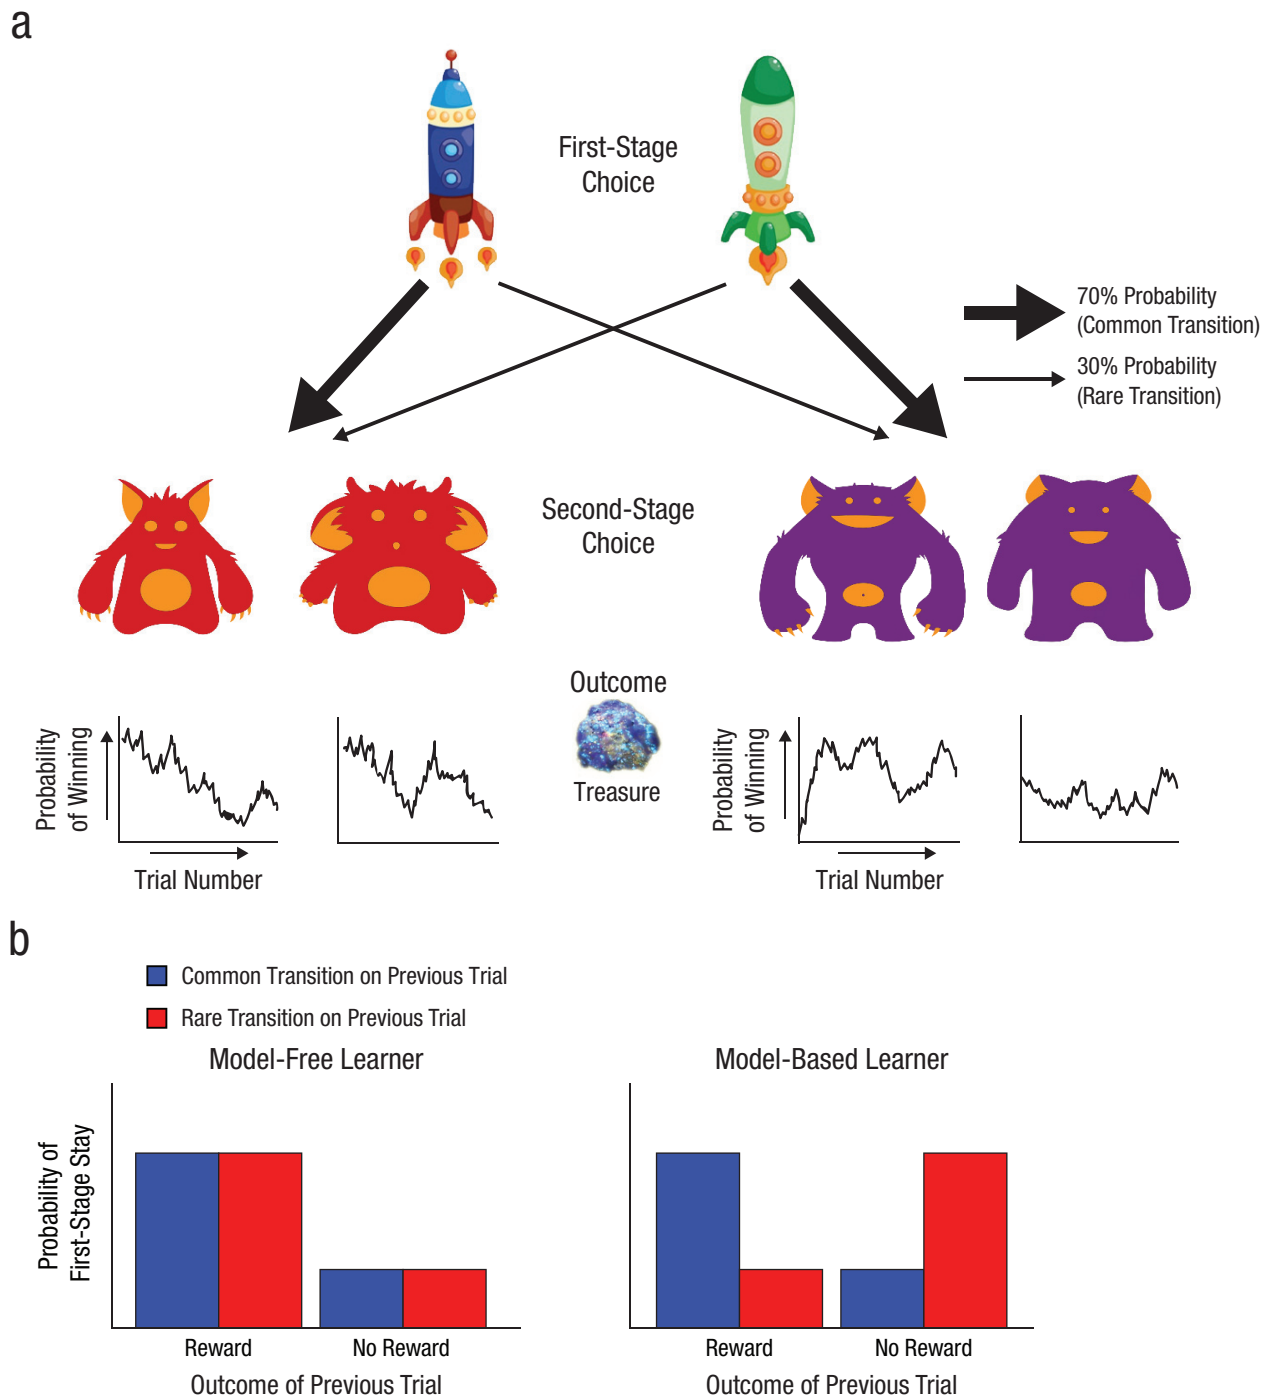 a
First-Stage
Choice
70% Probability
(Common Transition)
30% Probability
(Rare Transition)
Second-Stage
Choice
Outcome
Treasure
Probability
of Winning
Trial Number
Probability
of Winning
Trial Number
b
Common Transition on Previous Trial
Rare Transition on Previous Trial
Model-Free Learner
Model-Based Learner
Probability of
First-Stage Stay
Reward
No Reward
Outcome of Previous Trial
Reward
No Reward
Outcome of Previous Trial